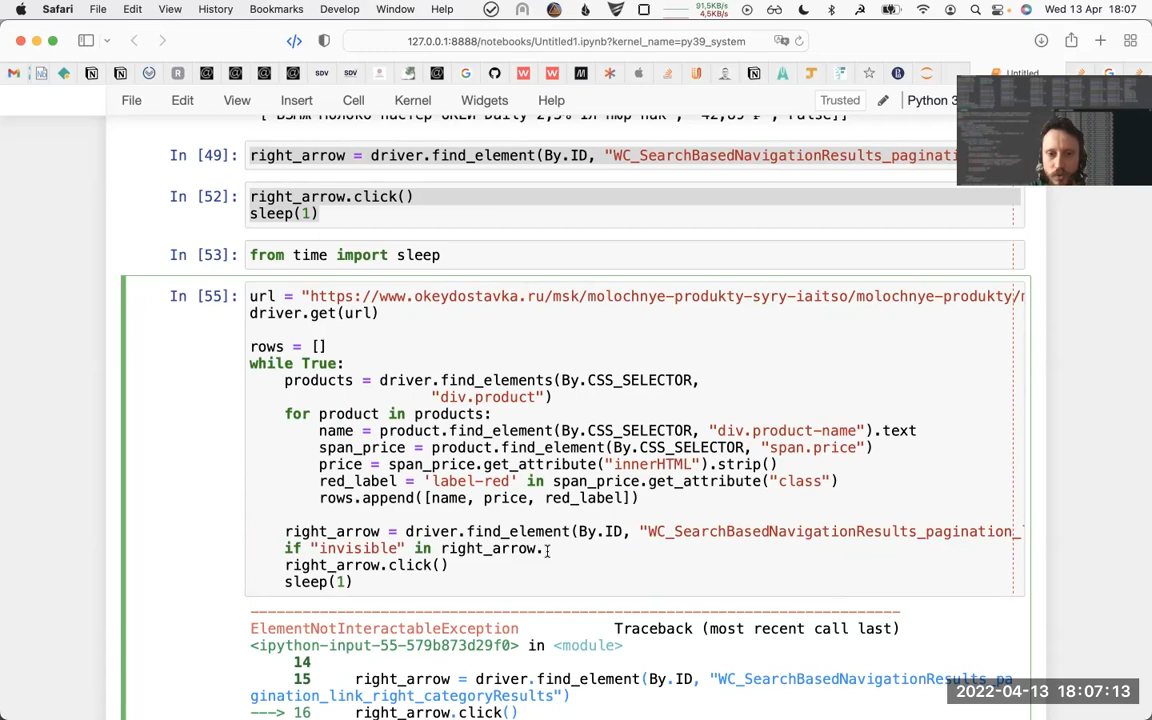 Safari File Edit View History Bookmarks Develop Window Help 91,5KB/s 4,5KB/s Wed 13 Apr 18:07
127.0.0.1:8888/notebooks/Untitled1.ipynb?kernel_name=py39_system
SDV SDV Untitled
File Edit View Insert Cell Kernel Widgets Help Trusted Python 3
In [49]: right_arrow = driver.find_element(By.ID, "WC_SearchBasedNavigationResults_paginati
In [52]: right_arrow.click()
sleep(1)
In [53]: from time import sleep
In [55]: url = "https://www.okeydostavka.ru/msk/molochnye-produkty-syry-iaitso/molochnye-produkty/
driver.get(url)
rows = []
while True:
products = driver.find_elements(By.CSS_SELECTOR,
"div.product")
for product in products:
name = product.find_element(By.CSS_SELECTOR, "div.product-name").text
span_price = product.find_element(By.CSS_SELECTOR, "span.price")
price = span_price.get_attribute("innerHTML").strip()
red_label = 'label-red' in span_price.get_attribute("class")
rows.append([name, price, red_label])
right_arrow = driver.find_element(By.ID, "WC_SearchBasedNavigationResults_pagination_
if "invisible" in right_arrow.
right_arrow.click()
sleep(1)
---------------------------------------------------------------------------
ElementNotInteractableException Traceback (most recent call last)
<ipython-input-55-579b873d29f0> in <module>
14
15 right_arrow = driver.find_element(By.ID, "WC_SearchBasedNavigationResults_pa
gination_link_right_categoryResults")
---> 16 right_arrow.click()
2022-04-13 18:07:13